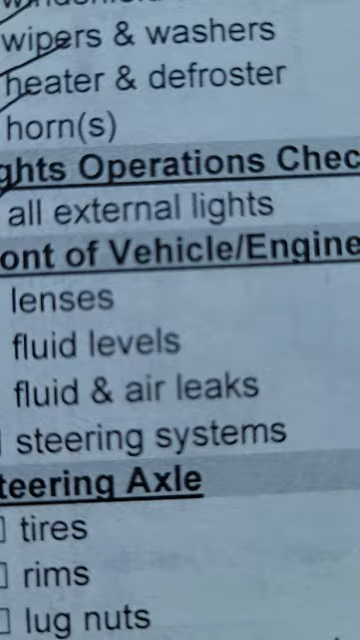 wipers & washers
heater & defroster
horn(s)
ghts Operations Chec
all external lights
ont of Vehicle/Engine
lenses
fluid levels
fluid & air leaks
steering systems
teering Axle
tires
rims
lug nuts